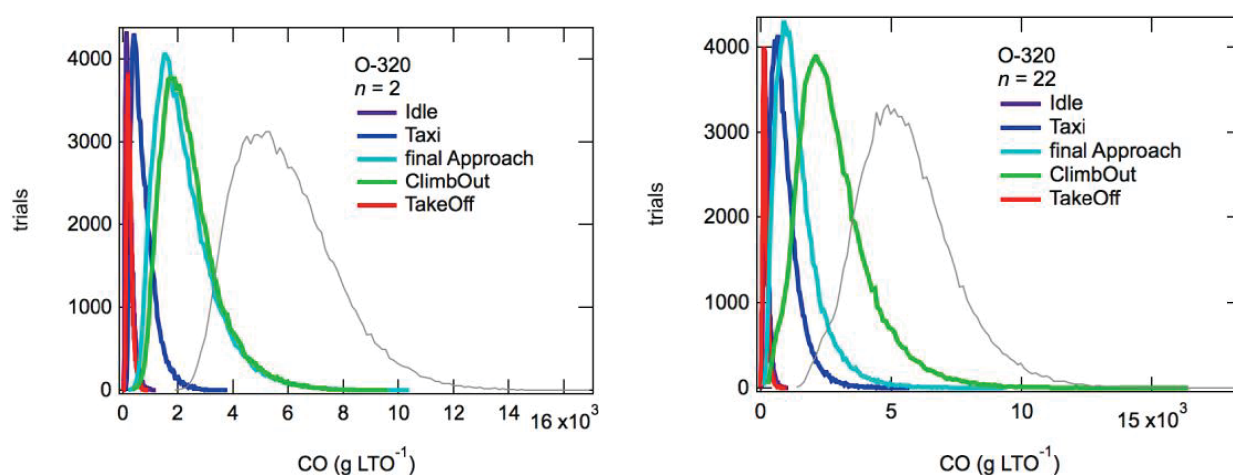 4000
3000
2000
1000
0
trials
O-320
n = 2
Idle
Taxi
final Approach
ClimbOut
TakeOff
0 2 4 6 8 10 12 14 16 x10³
CO (g LTO⁻¹)
4000
3000
2000
1000
0
trials
O-320
n = 22
Idle
Taxi
final Approach
ClimbOut
TakeOff
0 5 10 15 x10³
CO (g LTO⁻¹)